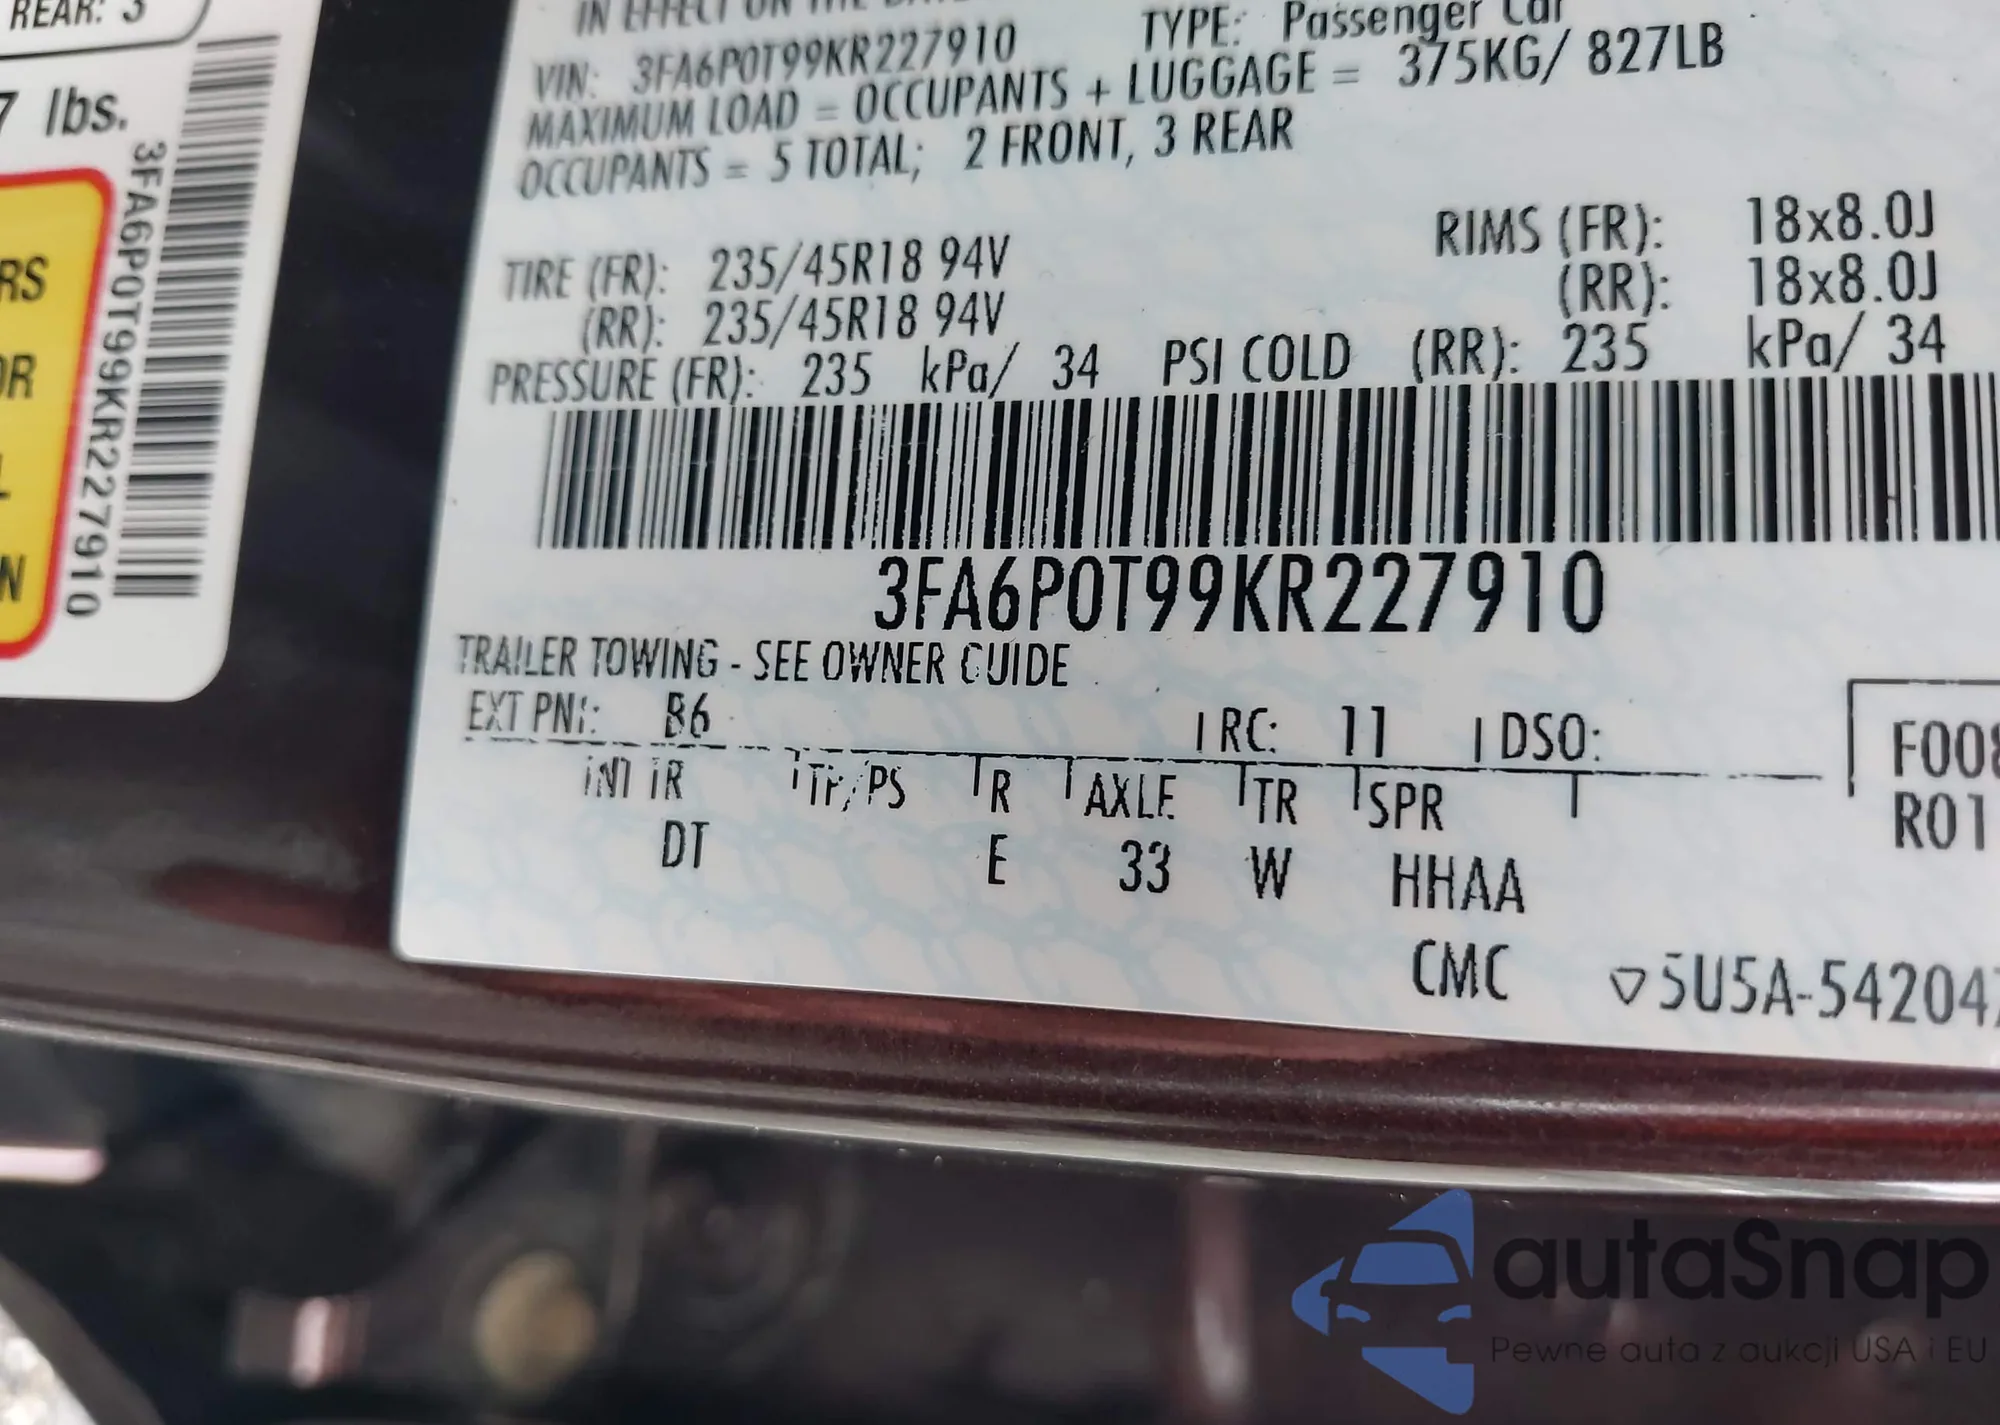 REAR: 3
7 lbs.
3FA6P0T99KR227910
RS
OR
L
N
IN EFFECT ON THE
VIN: 3FA6P0T99KR227910 TYPE: Passenger Car
MAXIMUM LOAD = OCCUPANTS + LUGGAGE = 375KG/ 827LB
OCCUPANTS = 5 TOTAL; 2 FRONT, 3 REAR
TIRE (FR): 235/45R18 94V RIMS (FR): 18x8.0J
(RR): 235/45R18 94V (RR): 18x8.0J
PRESSURE (FR): 235 kPa/ 34 PSI COLD (RR): 235 kPa/ 34
3FA6P0T99KR227910
TRAILER TOWING - SEE OWNER GUIDE
EXT PNT: B6 RC: 11 DSO: F008
INT TR TP/PS R AXLE TR SPR R01
DT E 33 W HHAA
CMC ▽5U5A-54204
autaSnap
Pewne auta z aukcji USA i EU